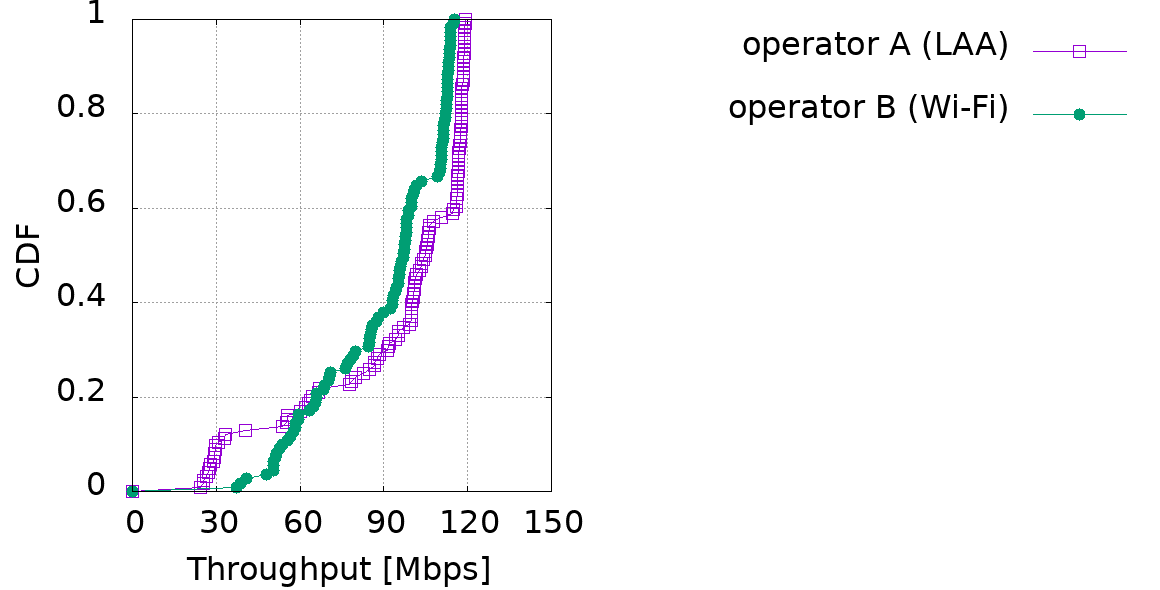 1
0.8
0.6
0.4
0.2
0
CDF
0 30 60 90 120 150
Throughput [Mbps]
operator A (LAA)
operator B (Wi-Fi)